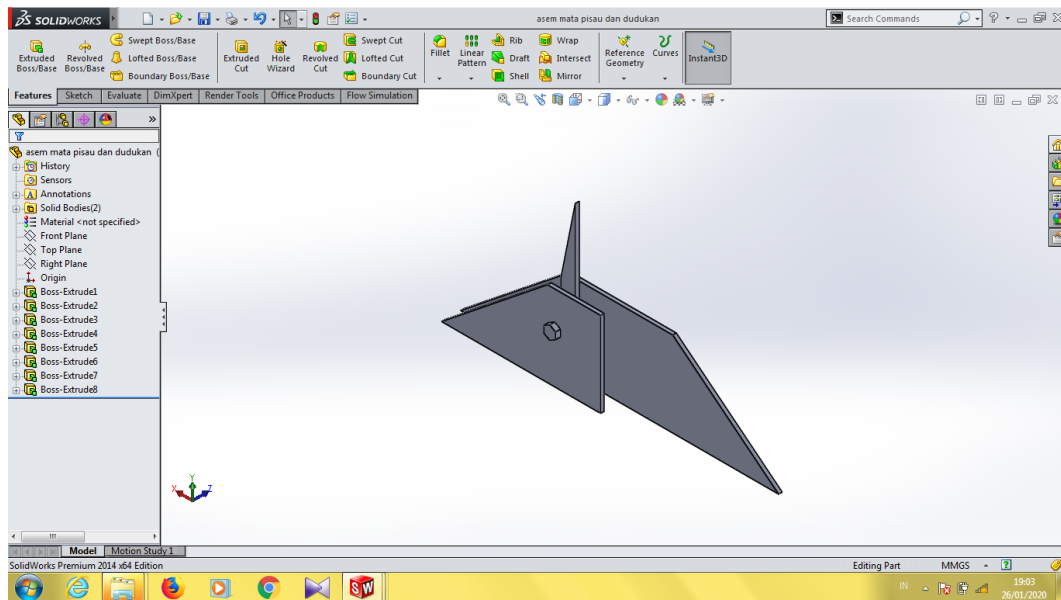 SOLIDWORKS
asem mata pisau dan dudukan
Search Commands
Extruded Boss/Base
Revolved Boss/Base
Swept Boss/Base
Lofted Boss/Base
Boundary Boss/Base
Extruded Cut
Hole Wizard
Revolved Cut
Swept Cut
Lofted Cut
Boundary Cut
Fillet
Linear Pattern
Rib
Draft
Shell
Wrap
Intersect
Mirror
Reference Geometry
Curves
Instant3D
Features
Sketch
Evaluate
DimXpert
Render Tools
Office Products
Flow Simulation
asem mata pisau dan dudukan (
History
Sensors
Annotations
Solid Bodies(2)
Material <not specified>
Front Plane
Top Plane
Right Plane
Origin
Boss-Extrude1
Boss-Extrude2
Boss-Extrude3
Boss-Extrude4
Boss-Extrude5
Boss-Extrude6
Boss-Extrude7
Boss-Extrude8
Y
X
Z
Model
Motion Study 1
SolidWorks Premium 2014 x64 Edition
Editing Part
MMGS
IN
19:03
26/01/2020